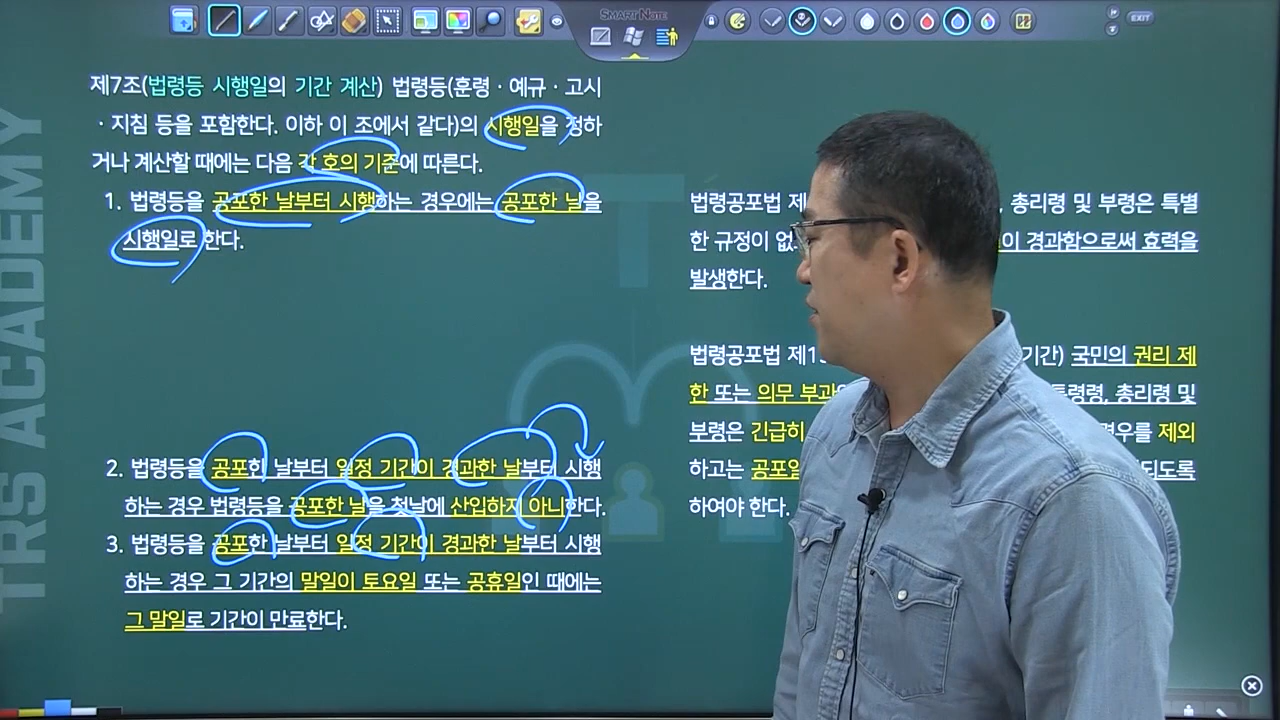 SMARTNOTE
EXIT
TRS ACADEMY
제7조(법령등 시행일의 기간 계산) 법령등(훈령·예규·고시
·지침 등을 포함한다. 이하 이 조에서 같다)의 시행일을 정하
거나 계산할 때에는 다음 각 호의 기준에 따른다.
1. 법령등을 공포한 날부터 시행하는 경우에는 공포한 날을
시행일로 한다.
2. 법령등을 공포한 날부터 일정 기간이 경과한 날부터 시행
하는 경우 법령등을 공포한 날을 첫날에 산입하지 아니한다.
3. 법령등을 공포한 날부터 일정 기간이 경과한 날부터 시행
하는 경우 그 기간의 말일이 토요일 또는 공휴일인 때에는
그 말일로 기간이 만료한다.
법령공포법 제 , 총리령 및 부령은 특별
한 규정이 없 이 경과함으로써 효력을
발생한다.
법령공포법 제1 기간) 국민의 권리 제
한 또는 의무 부과 통령령, 총리령 및
부령은 긴급히 경우를 제외
하고는 공포일 되도록
하여야 한다.